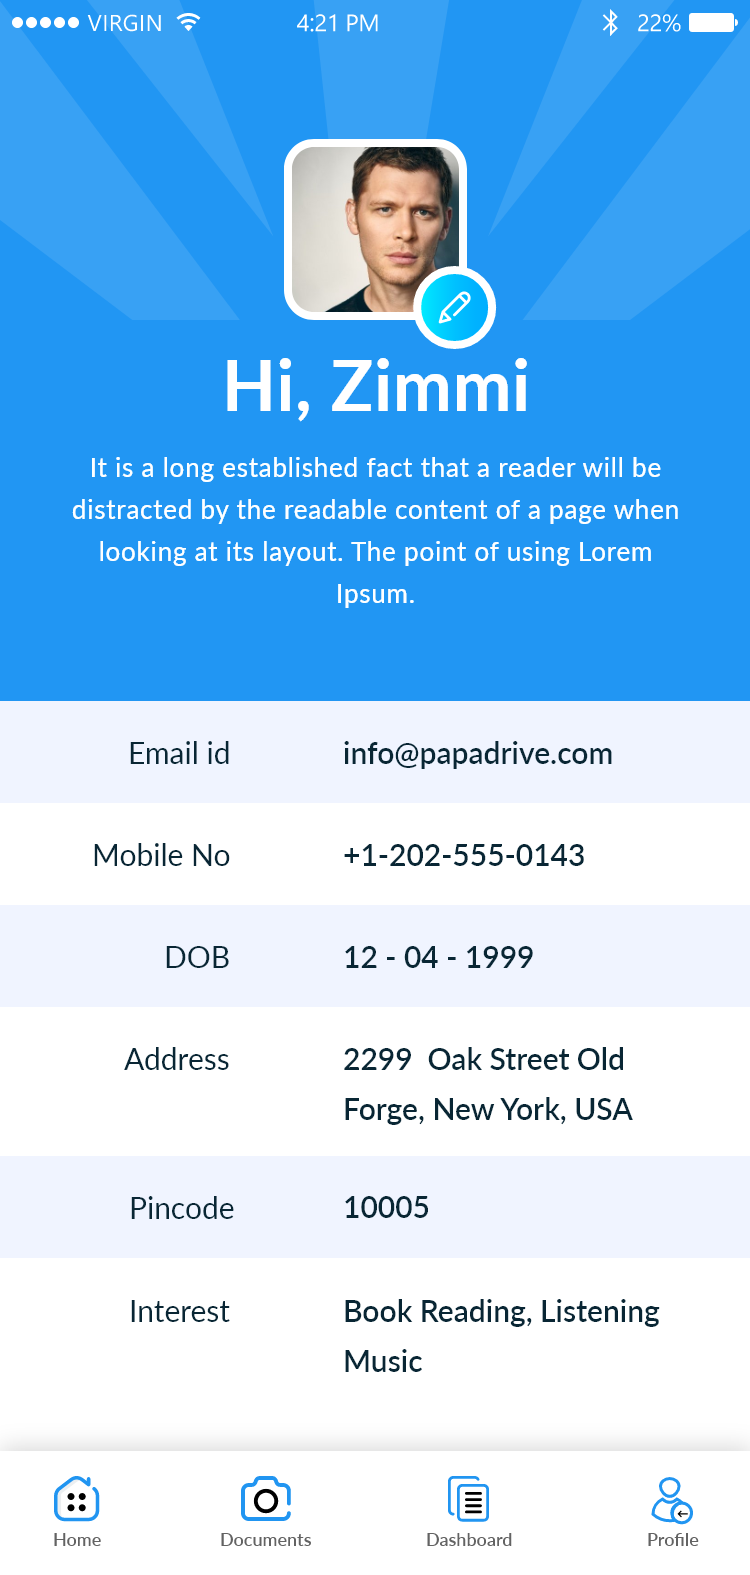 VIRGIN 4:21 PM 22%
Hi, Zimmi
It is a long established fact that a reader will be
distracted by the readable content of a page when
looking at its layout. The point of using Lorem
Ipsum.
Email id info@papadrive.com
Mobile No +1-202-555-0143
DOB 12 - 04 - 1999
Address 2299 Oak Street Old
Forge, New York, USA
Pincode 10005
Interest Book Reading, Listening
Music
Home Documents Dashboard Profile